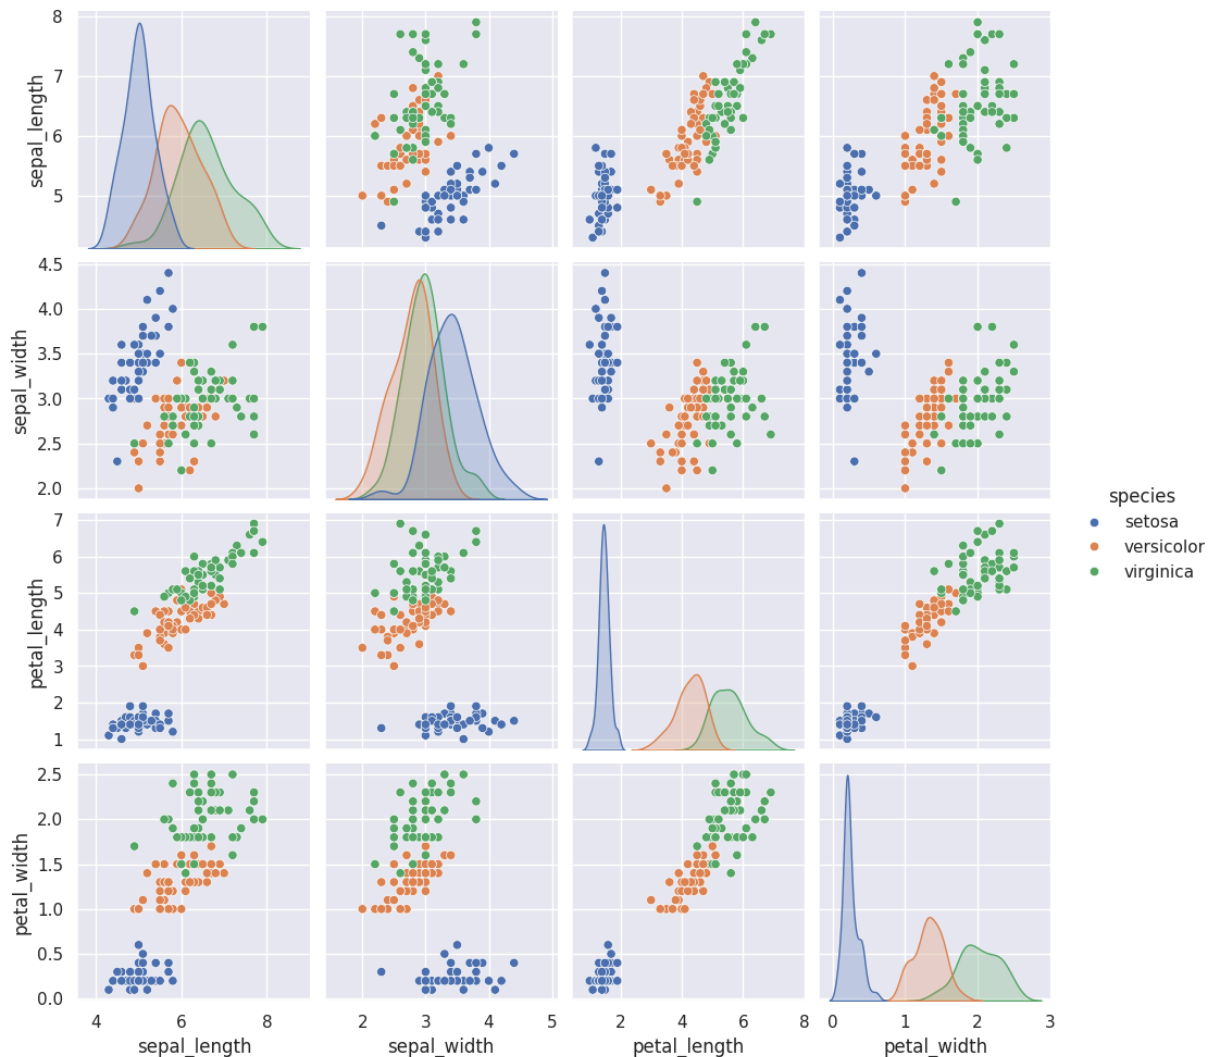 8
7
6
5
sepal_length
4.5
4.0
3.5
3.0
2.5
2.0
sepal_width
species
setosa
versicolor
virginica
7
6
5
4
3
2
1
petal_length
2.5
2.0
1.5
1.0
0.5
0.0
petal_width
4 6 8 2 3 4 5 2 4 6 8 0 1 2 3
sepal_length sepal_width petal_length petal_width